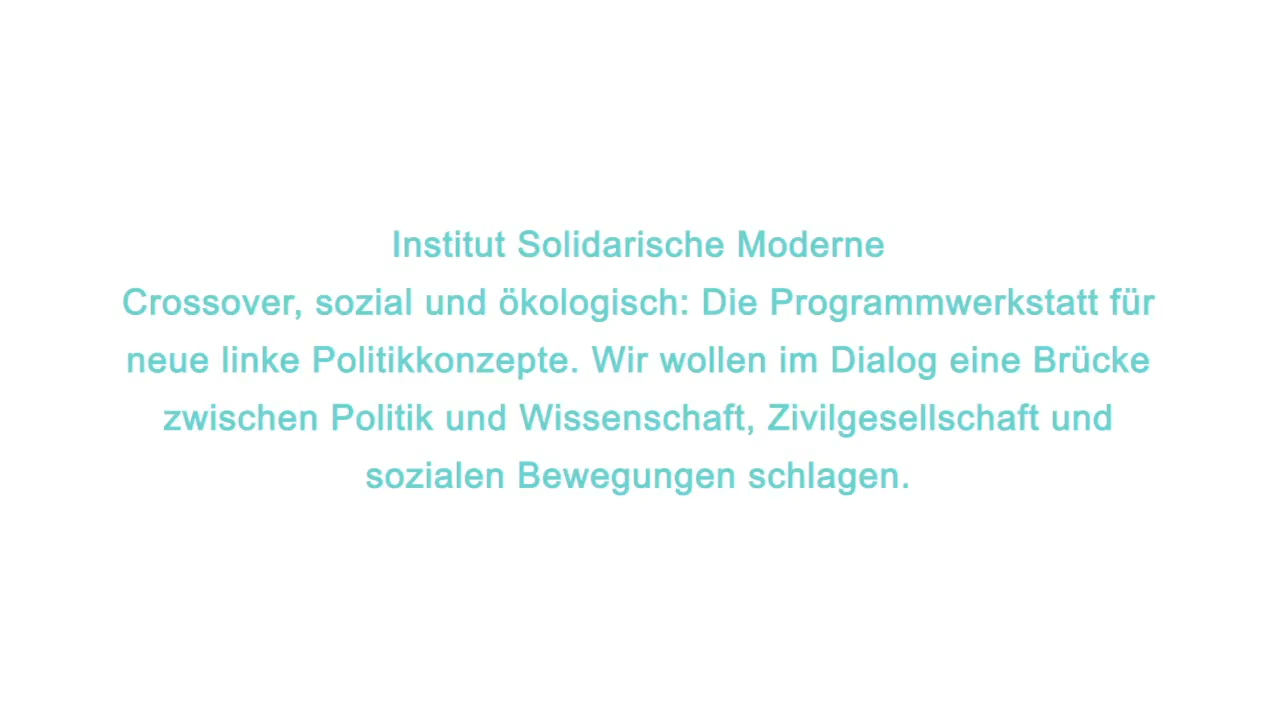 Institut Solidarische Moderne
Crossover, sozial und ökologisch: Die Programmwerkstatt für
neue linke Politikkonzepte. Wir wollen im Dialog eine Brücke
zwischen Politik und Wissenschaft, Zivilgesellschaft und
sozialen Bewegungen schlagen.